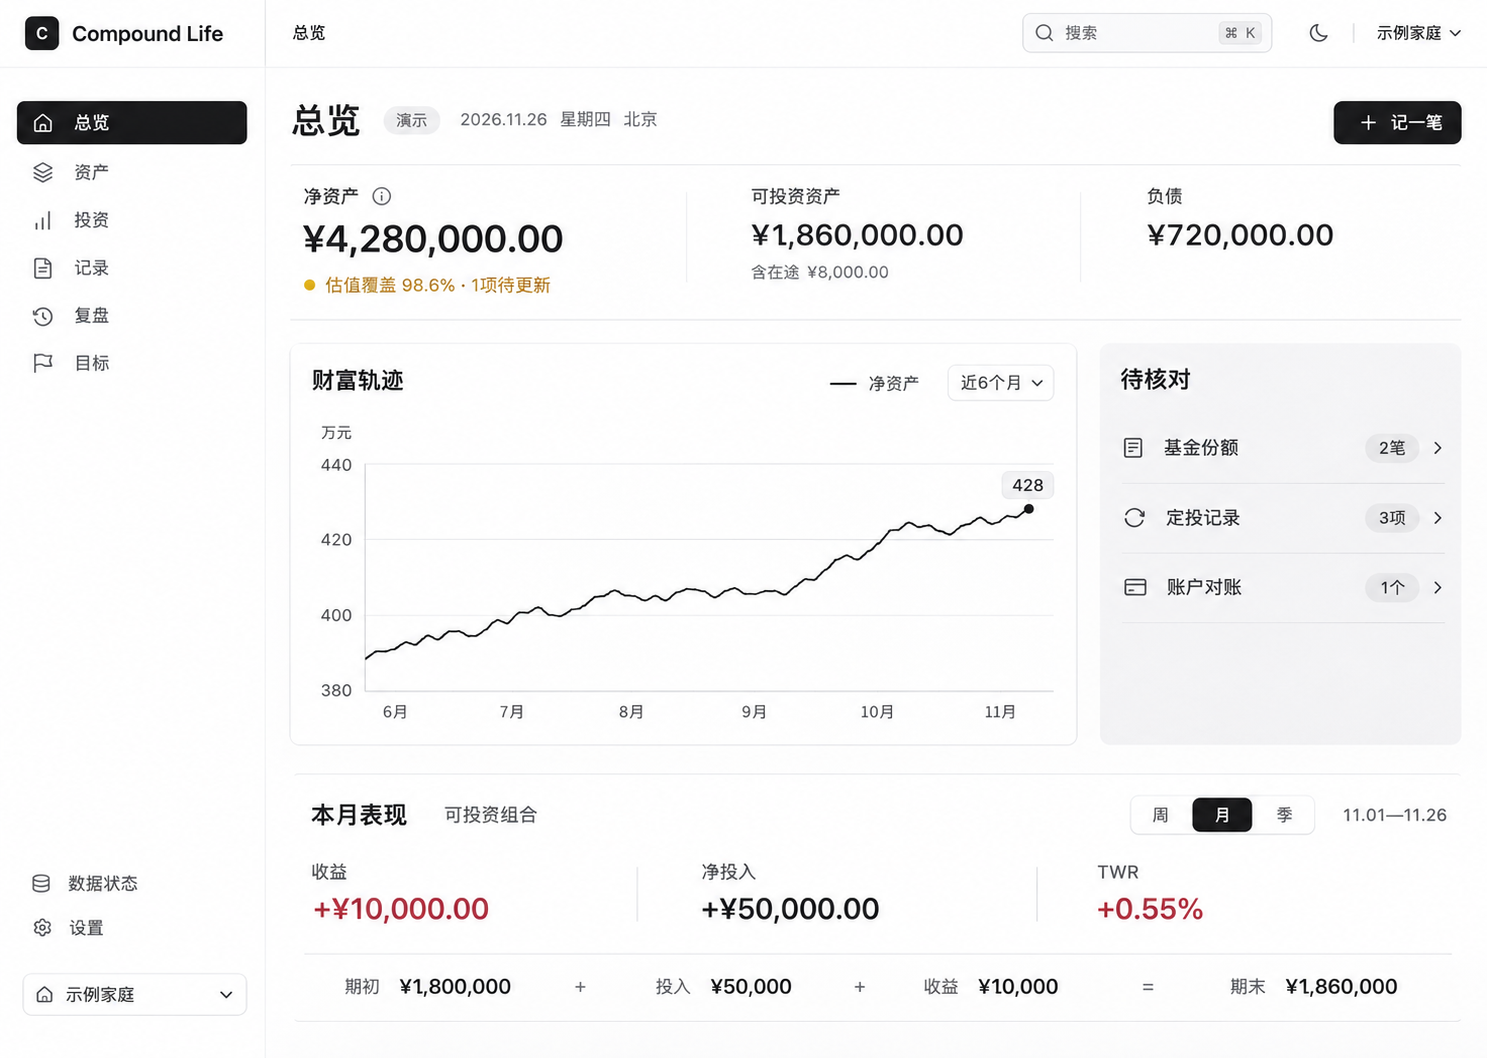 C Compound Life
总览
搜索 ⌘ K
示例家庭
总览
资产
投资
记录
复盘
目标
数据状态
设置
示例家庭
总览 演示 2026.11.26 星期四 北京
+ 记一笔
净资产
¥4,280,000.00
估值覆盖 98.6% · 1项待更新
可投资资产
¥1,860,000.00
含在途 ¥8,000.00
负债
¥720,000.00
财富轨迹
净资产
近6个月
万元
440
420
400
380
428
6月 7月 8月 9月 10月 11月
待核对
基金份额 2笔
定投记录 3项
账户对账 1个
本月表现 可投资组合
周 月 季 11.01—11.26
收益
+¥10,000.00
净投入
+¥50,000.00
TWR
+0.55%
期初 ¥1,800,000 + 投入 ¥50,000 + 收益 ¥10,000 = 期末 ¥1,860,000